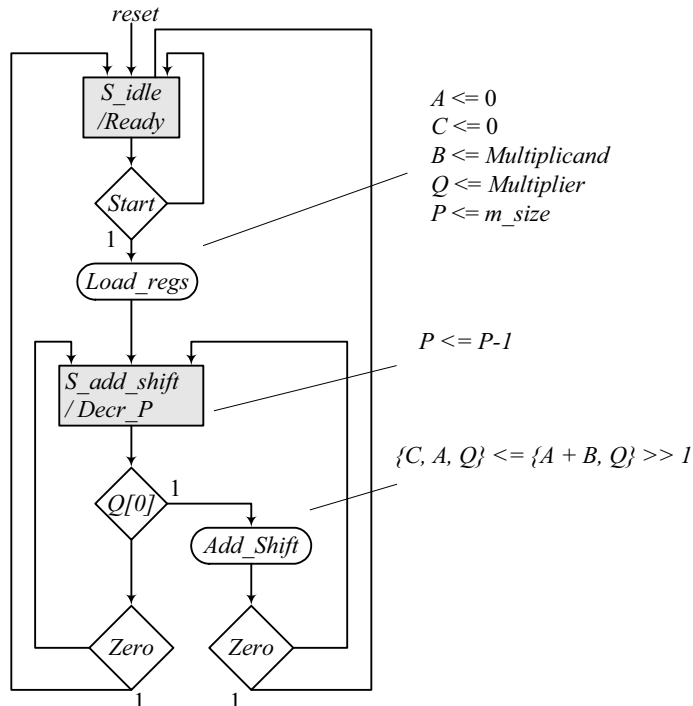 reset
S_idle
/Ready
Start
1
Load_regs
A <= 0
C <= 0
B <= Multiplicand
Q <= Multiplier
P <= m_size
S_add_shift
/ Decr_P
P <= P-1
Q[0]
1
Add_Shift
{C, A, Q} <= {A + B, Q} >> 1
Zero
1
Zero
1